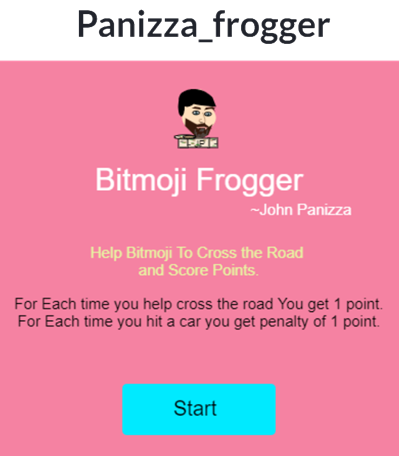 Panizza_frogger
Bitmoji Frogger
~John Panizza
Help Bitmoji To Cross the Road
and Score Points.
For Each time you help cross the road You get 1 point.
For Each time you hit a car you get penalty of 1 point.
Start